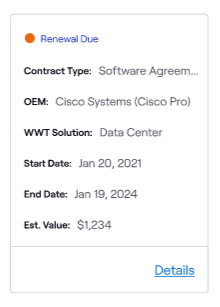 Renewal Due
Contract Type: Software Agreem...
OEM: Cisco Systems (Cisco Pro)
WWT Solution: Data Center
Start Date: Jan 20, 2021
End Date: Jan 19, 2024
Est. Value: $1,234
Details